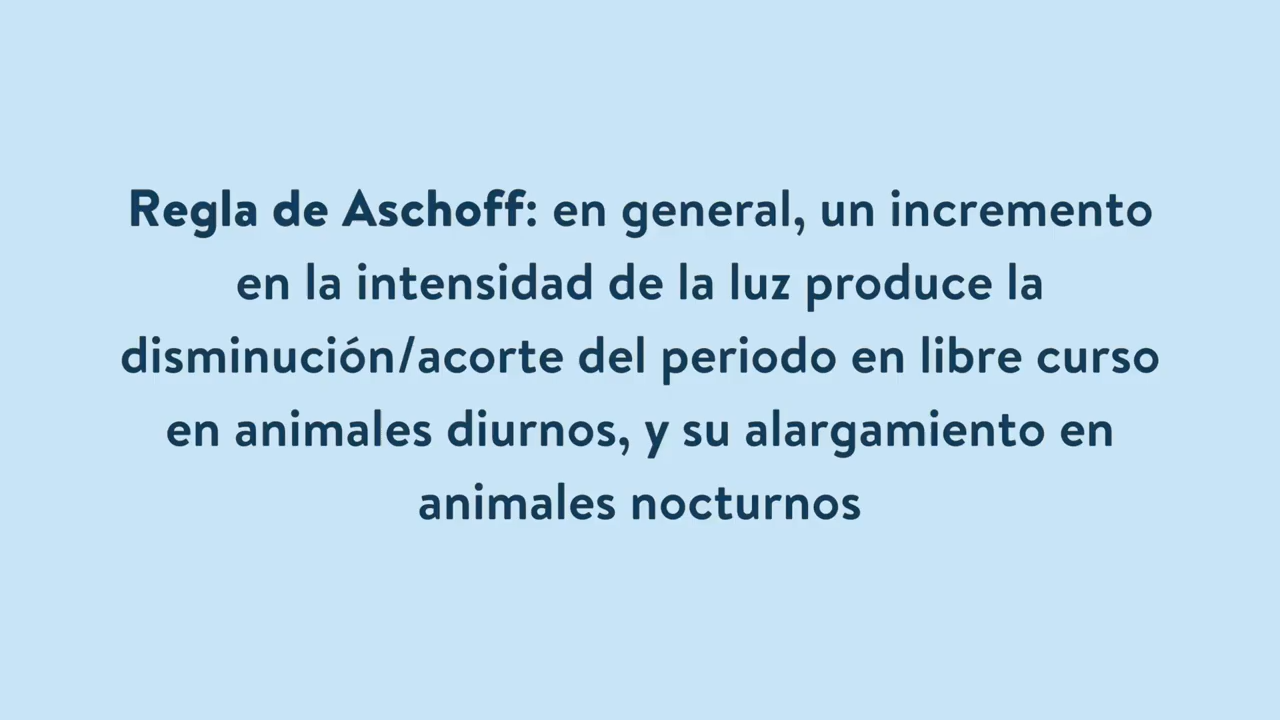 Regla de Aschoff: en general, un incremento
en la intensidad de la luz produce la
disminución/acorte del periodo en libre curso
en animales diurnos, y su alargamiento en
animales nocturnos